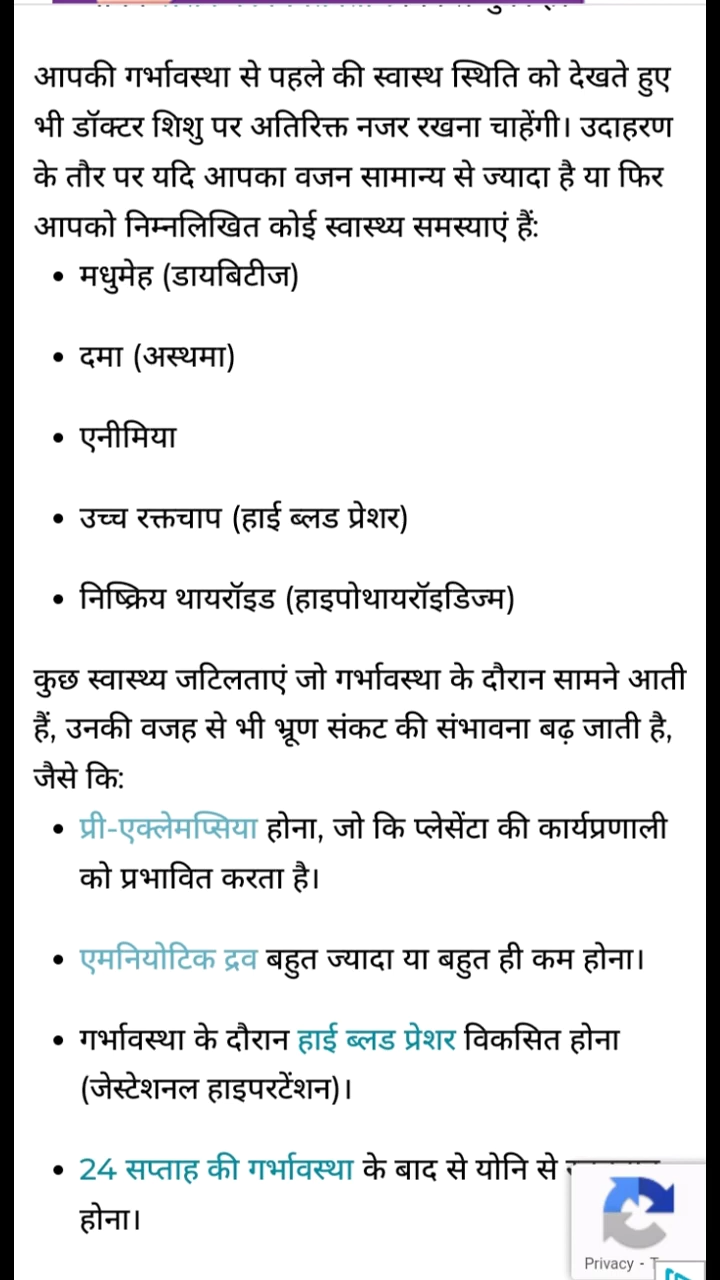 आपकी गर्भावस्था से पहले की स्वास्थ स्थिति को देखते हुए
भी डॉक्टर शिशु पर अतिरिक्त नजर रखना चाहेंगी। उदाहरण
के तौर पर यदि आपका वजन सामान्य से ज्यादा है या फिर
आपको निम्नलिखित कोई स्वास्थ्य समस्याएं हैं:
• मधुमेह (डायबिटीज)
• दमा (अस्थमा)
• एनीमिया
• उच्च रक्तचाप (हाई ब्लड प्रेशर)
• निष्क्रिय थायरॉइड (हाइपोथायरॉइडिज्म)
कुछ स्वास्थ्य जटिलताएं जो गर्भावस्था के दौरान सामने आती
हैं, उनकी वजह से भी भ्रूण संकट की संभावना बढ़ जाती है,
जैसे कि:
• प्री-एक्लेमप्सिया होना, जो कि प्लेसेंटा की कार्यप्रणाली
को प्रभावित करता है।
• एमनियोटिक द्रव बहुत ज्यादा या बहुत ही कम होना।
• गर्भावस्था के दौरान हाई ब्लड प्रेशर विकसित होना
(जेस्टेशनल हाइपरटेंशन)।
• 24 सप्ताह की गर्भावस्था के बाद से योनि से
होना।
Privacy -